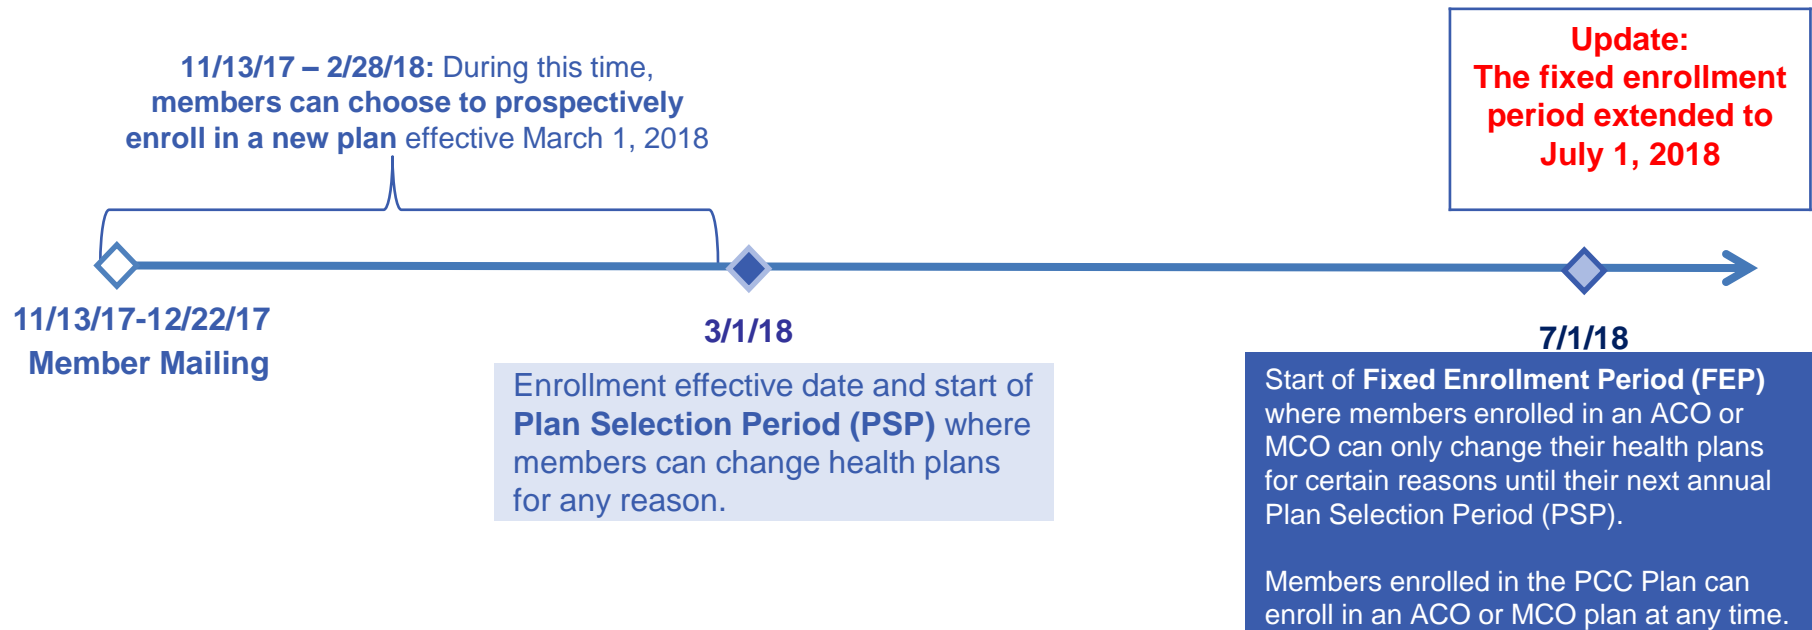 11/13/17 – 2/28/18: During this time,
members can choose to prospectively
enroll in a new plan effective March 1, 2018
Update:
The fixed enrollment
period extended to
July 1, 2018
11/13/17-12/22/17
Member Mailing
3/1/18
Enrollment effective date and start of
Plan Selection Period (PSP) where
members can change health plans
for any reason.
7/1/18
Start of Fixed Enrollment Period (FEP)
where members enrolled in an ACO or
MCO can only change their health plans
for certain reasons until their next annual
Plan Selection Period (PSP).
Members enrolled in the PCC Plan can
enroll in an ACO or MCO plan at any time.